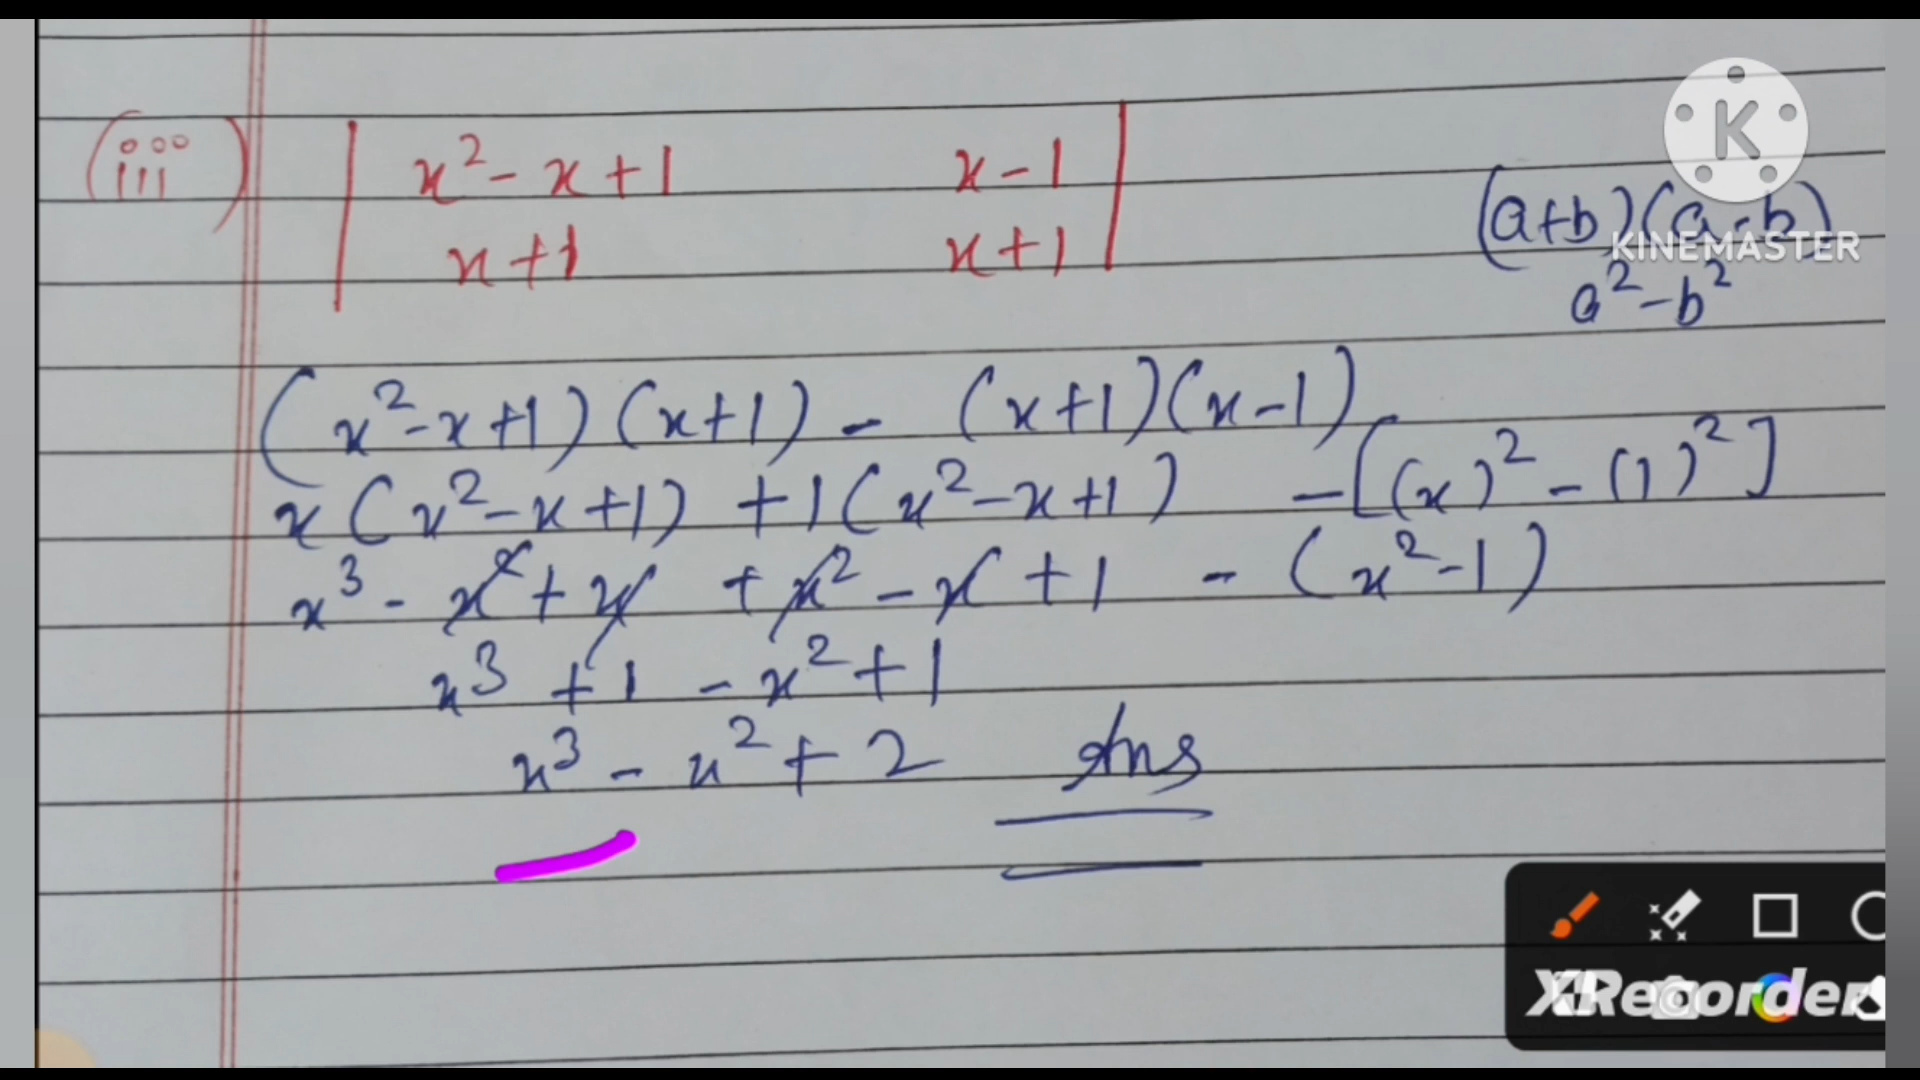 (iii) | x² - x + 1    x - 1 |
| x + 1    x + 1 |
(a+b)(a-b)
KINEMASTER
a² - b²
(x² - x + 1)(x + 1) - (x + 1)(x - 1)
x(x² - x + 1) + 1(x² - x + 1) - [(x)² - (1)²]
x³ - x² + x + x² - x + 1 - (x² - 1)
x³ + 1 - x² + 1
x³ - x² + 2 Ans
XRecorder